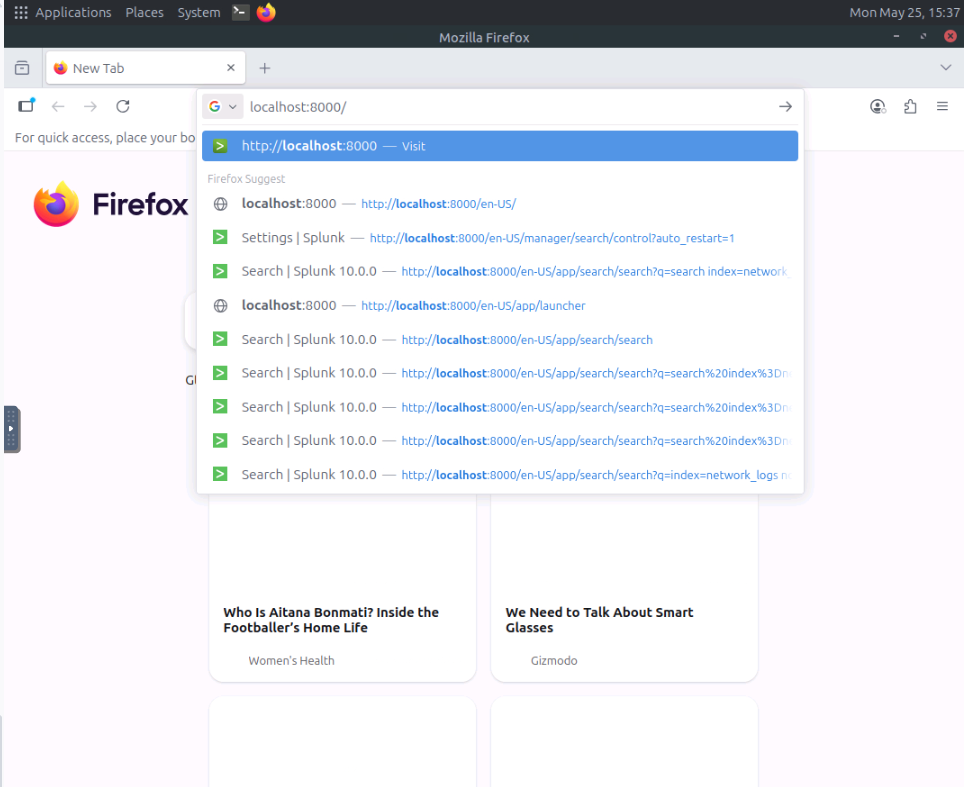 Applications Places System Mon May 25, 15:37
Mozilla Firefox
New Tab
localhost:8000/
For quick access, place your bo
http://localhost:8000 — Visit
Firefox Suggest
localhost:8000 — http://localhost:8000/en-US/
Firefox
Settings | Splunk — http://localhost:8000/en-US/manager/search/control?auto_restart=1
Search | Splunk 10.0.0 — http://localhost:8000/en-US/app/search/search?q=search index=network_
localhost:8000 — http://localhost:8000/en-US/app/launcher
Search | Splunk 10.0.0 — http://localhost:8000/en-US/app/search/search
Search | Splunk 10.0.0 — http://localhost:8000/en-US/app/search/search?q=search%20index%3Dn
Search | Splunk 10.0.0 — http://localhost:8000/en-US/app/search/search?q=search%20index%3Dn
Search | Splunk 10.0.0 — http://localhost:8000/en-US/app/search/search?q=search%20index%3Dn
Search | Splunk 10.0.0 — http://localhost:8000/en-US/app/search/search?q=index=network_logs
Who Is Aitana Bonmati? Inside the
Footballer's Home Life
Women's Health
We Need to Talk About Smart
Glasses
Gizmodo